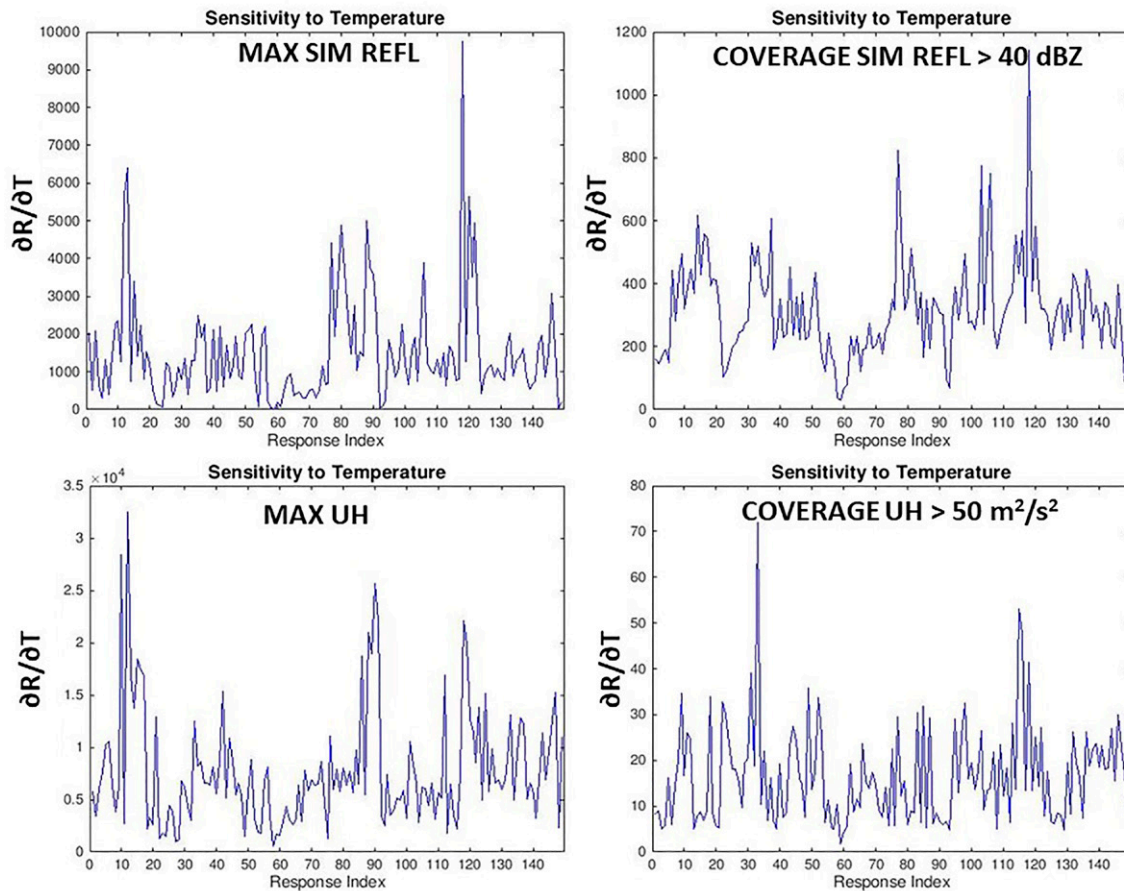 Sensitivity to Temperature
MAX SIM REFL
∂R/∂T
10000
9000
8000
7000
6000
5000
4000
3000
2000
1000
0
0 10 20 30 40 50 60 70 80 90 100 110 120 130 140
Response Index
Sensitivity to Temperature
COVERAGE SIM REFL > 40 dBZ
∂R/∂T
1200
1000
800
600
400
200
0
0 10 20 30 40 50 60 70 80 90 100 110 120 130 140
Response Index
Sensitivity to Temperature
× 10⁴
MAX UH
∂R/∂T
3.5
3
2.5
2
1.5
1
0.5
0
0 10 20 30 40 50 60 70 80 90 100 110 120 130 140
Response Index
Sensitivity to Temperature
COVERAGE UH > 50 m²/s²
∂R/∂T
80
70
60
50
40
30
20
10
0
0 10 20 30 40 50 60 70 80 90 100 110 120 130 140
Response Index